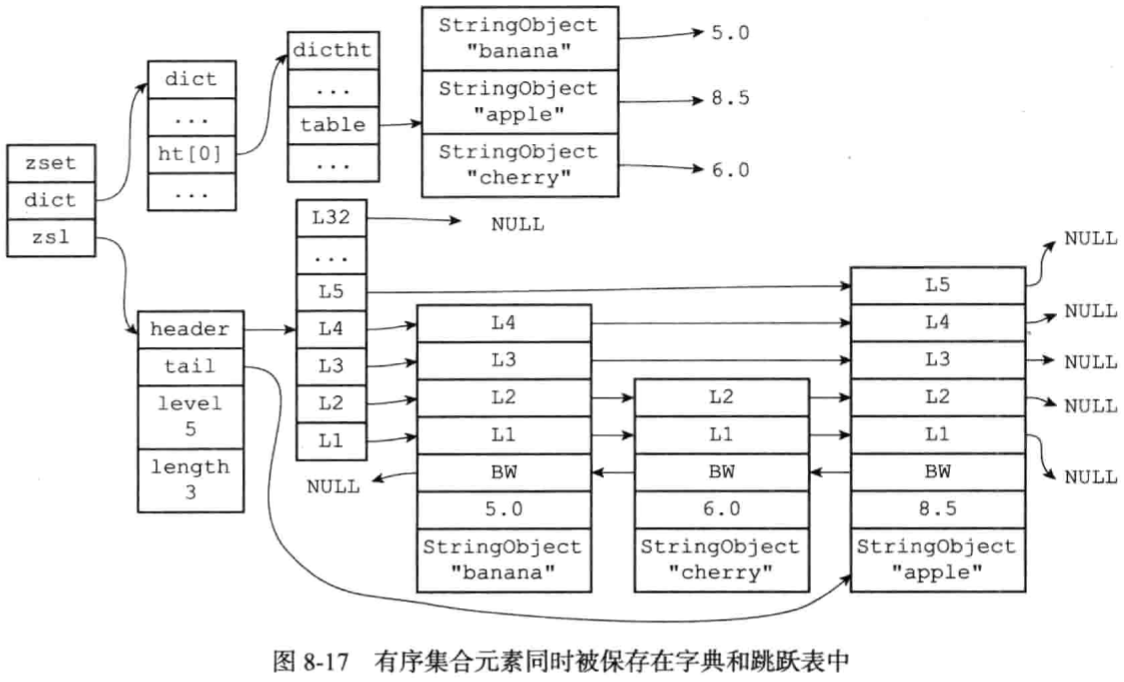 zset
dict
zsl
dict
...
ht[0]
...
dictht
...
table
...
StringObject
"banana"
StringObject
"apple"
StringObject
"cherry"
5.0
8.5
6.0
header
tail
level
5
length
3
L32
...
L5
L4
L3
L2
L1
NULL
NULL
L4
L3
L2
L1
BW
5.0
StringObject
"banana"
L2
L1
BW
6.0
StringObject
"cherry"
L5
L4
L3
L2
L1
BW
8.5
StringObject
"apple"
NULL
NULL
NULL
NULL
NULL
图 8-17 有序集合元素同时被保存在字典和跳跃表中